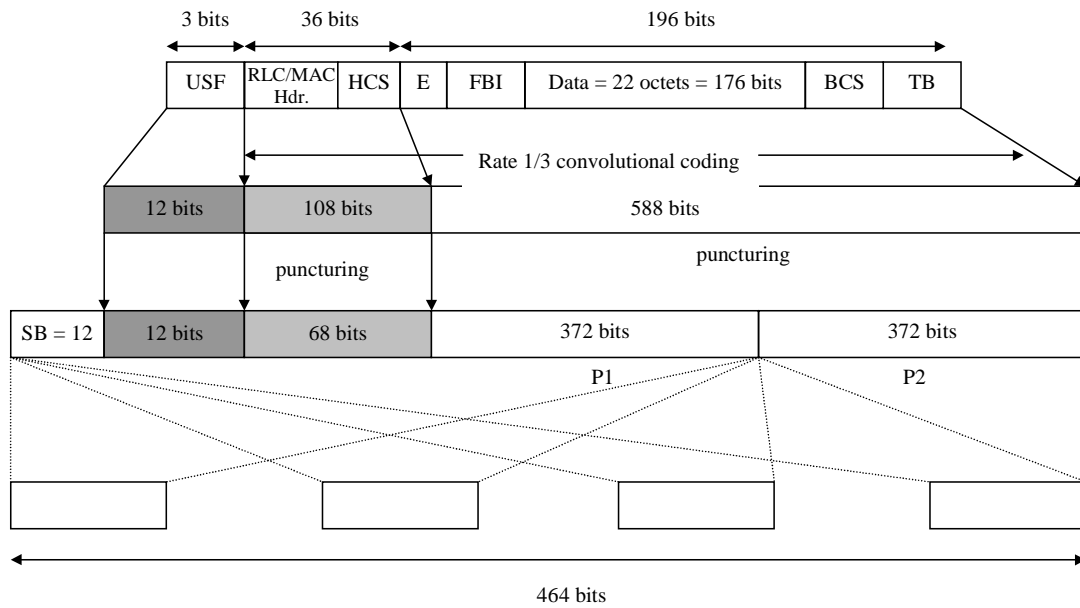 3 bits 36 bits 196 bits
USF RLC/MAC Hdr. HCS E FBI Data = 22 octets = 176 bits BCS TB
Rate 1/3 convolutional coding
12 bits 108 bits 588 bits
puncturing puncturing
SB = 12 12 bits 68 bits 372 bits 372 bits
P1 P2
464 bits